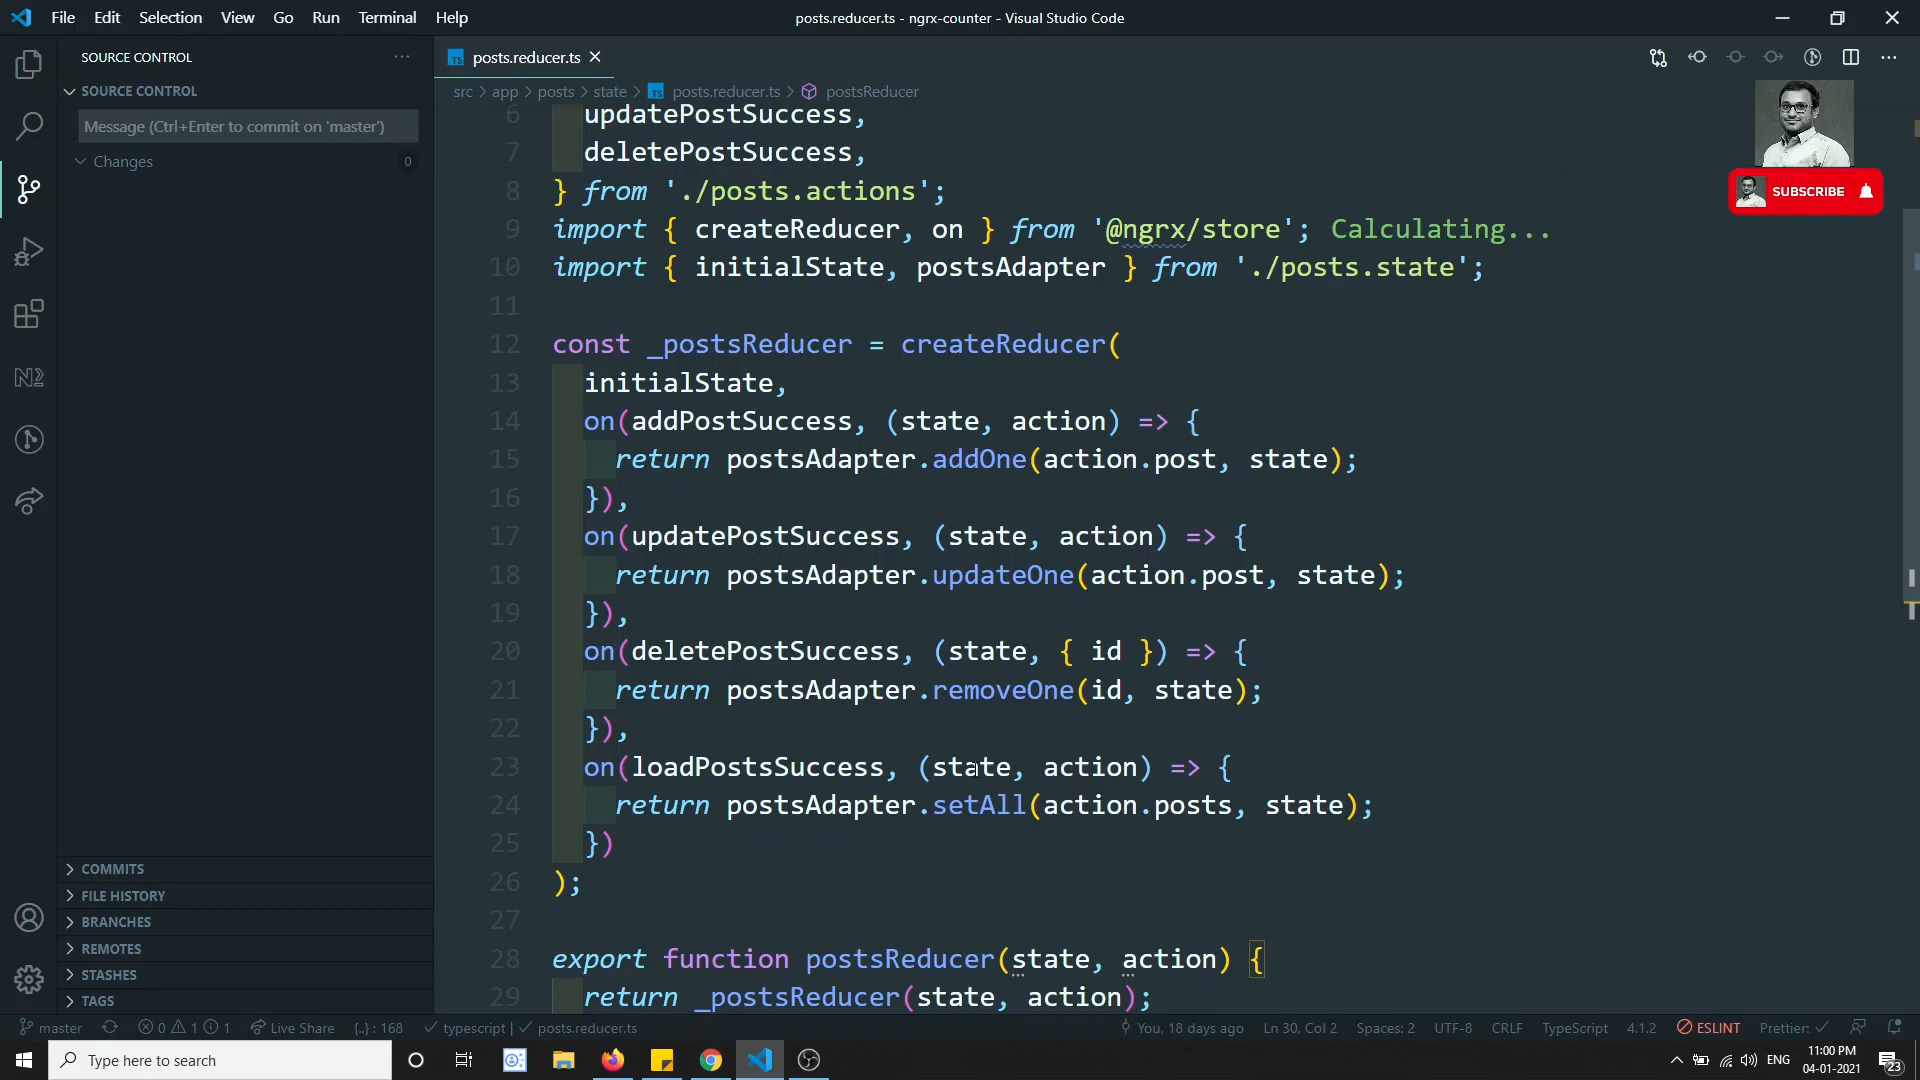 File Edit Selection View Go Run Terminal Help
posts.reducer.ts - ngrx-counter - Visual Studio Code
SOURCE CONTROL
TS posts.reducer.ts
SOURCE CONTROL
src > app > posts > state > TS posts.reducer.ts > postsReducer
Message (Ctrl+Enter to commit on 'master')
Changes 0
SUBSCRIBE
6 updatePostSuccess,
7 deletePostSuccess,
8 } from './posts.actions';
9 import { createReducer, on } from '@ngrx/store'; Calculating...
10 import { initialState, postsAdapter } from './posts.state';
11
12 const _postsReducer = createReducer(
13 initialState,
14 on(addPostSuccess, (state, action) => {
15 return postsAdapter.addOne(action.post, state);
16 }),
17 on(updatePostSuccess, (state, action) => {
18 return postsAdapter.updateOne(action.post, state);
19 }),
20 on(deletePostSuccess, (state, { id }) => {
21 return postsAdapter.removeOne(id, state);
22 }),
23 on(loadPostsSuccess, (state, action) => {
24 return postsAdapter.setAll(action.posts, state);
25 })
26 );
27
28 export function postsReducer(state, action) {
29 return _postsReducer(state, action);
COMMITS
FILE HISTORY
BRANCHES
REMOTES
STASHES
TAGS
master 0 1 1 Live Share {..} : 168 typescript | posts.reducer.ts You, 18 days ago Ln 30, Col 2 Spaces: 2 UTF-8 CRLF TypeScript 4.1.2 ESLINT Prettier:
Type here to search
ENG
11:00 PM
04-01-2021
23